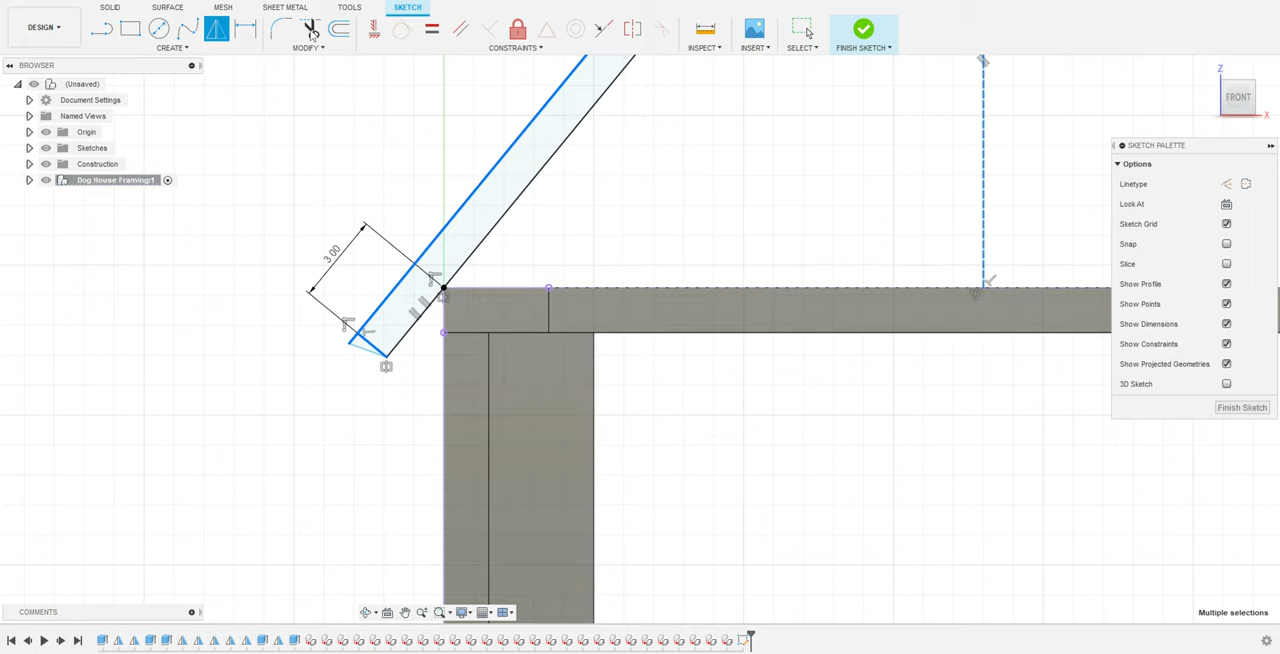 SOLID SURFACE MESH SHEET METAL TOOLS SKETCH
DESIGN
CREATE MODIFY CONSTRAINTS INSPECT INSERT SELECT FINISH SKETCH
BROWSER
(Unsaved)
Document Settings
Named Views
Origin
Sketches
Construction
Dog House Framing:1
3.00
Z
FRONT
X
SKETCH PALETTE
Options
Linetype
Look At
Sketch Grid
Snap
Slice
Show Profile
Show Points
Show Dimensions
Show Constraints
Show Projected Geometries
3D Sketch
Finish Sketch
COMMENTS
Multiple selections